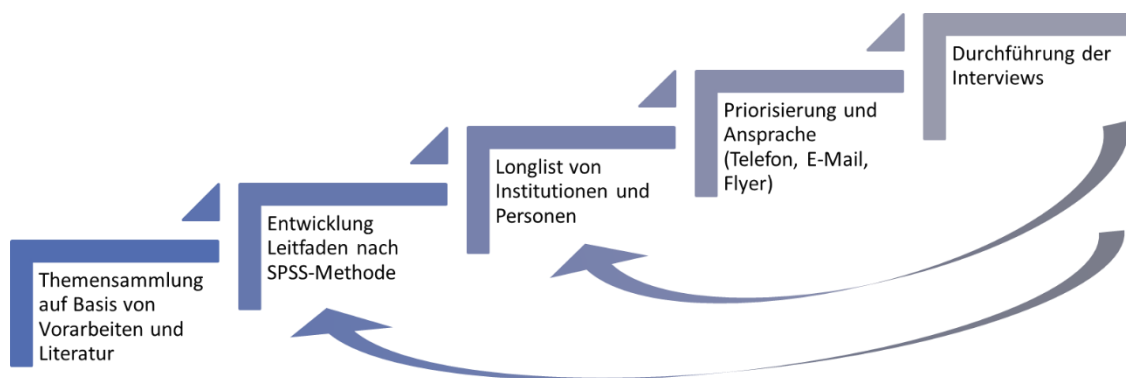 Themensammlung
auf Basis von
Vorarbeiten und
Literatur
Entwicklung
Leitfaden nach
SPSS-Methode
Longlist von
Institutionen und
Personen
Priorisierung und
Ansprache
(Telefon, E-Mail,
Flyer)
Durchführung der
Interviews